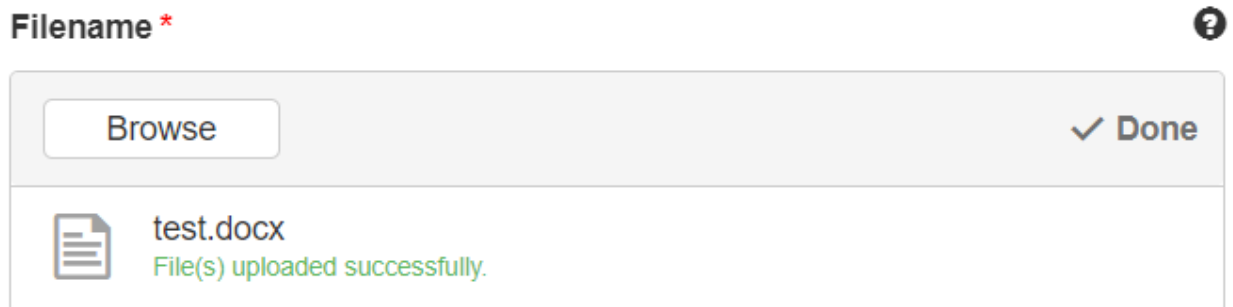 Filename *
Browse
Done
test.docx
File(s) uploaded successfully.